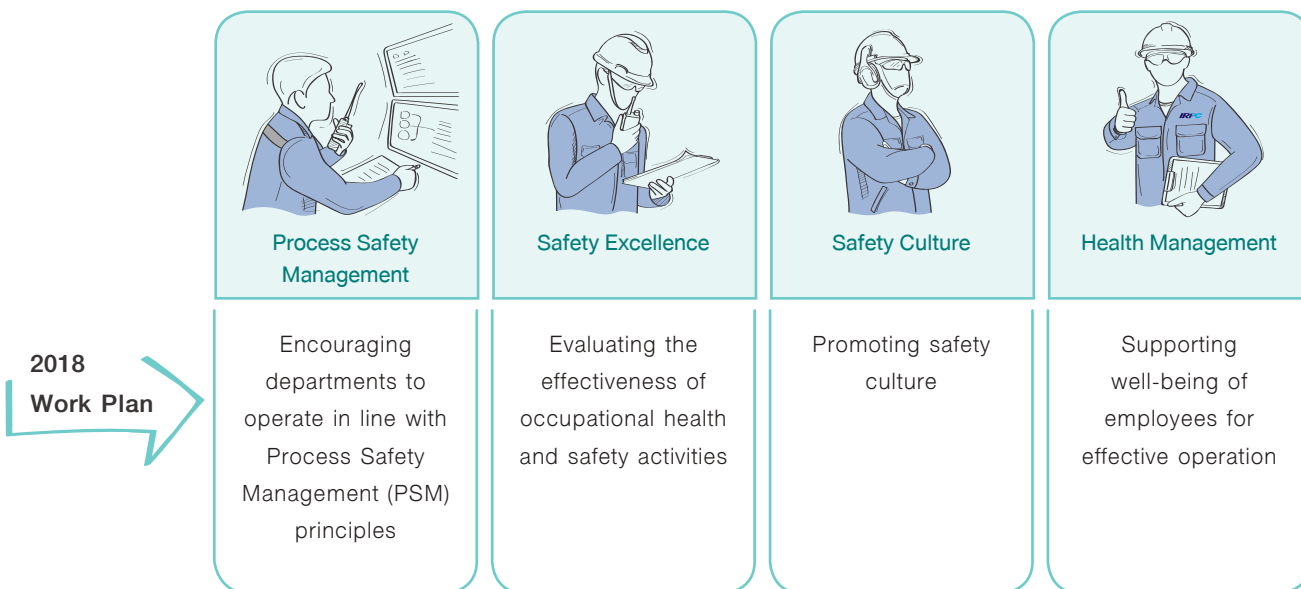 Process Safety
Management
Safety Excellence
Safety Culture
IRPC
Health Management
2018
Work Plan
Encouraging
departments to
operate in line with
Process Safety
Management (PSM)
principles
Evaluating the
effectiveness of
occupational health
and safety activities
Promoting safety
culture
Supporting
well-being of
employees for
effective operation